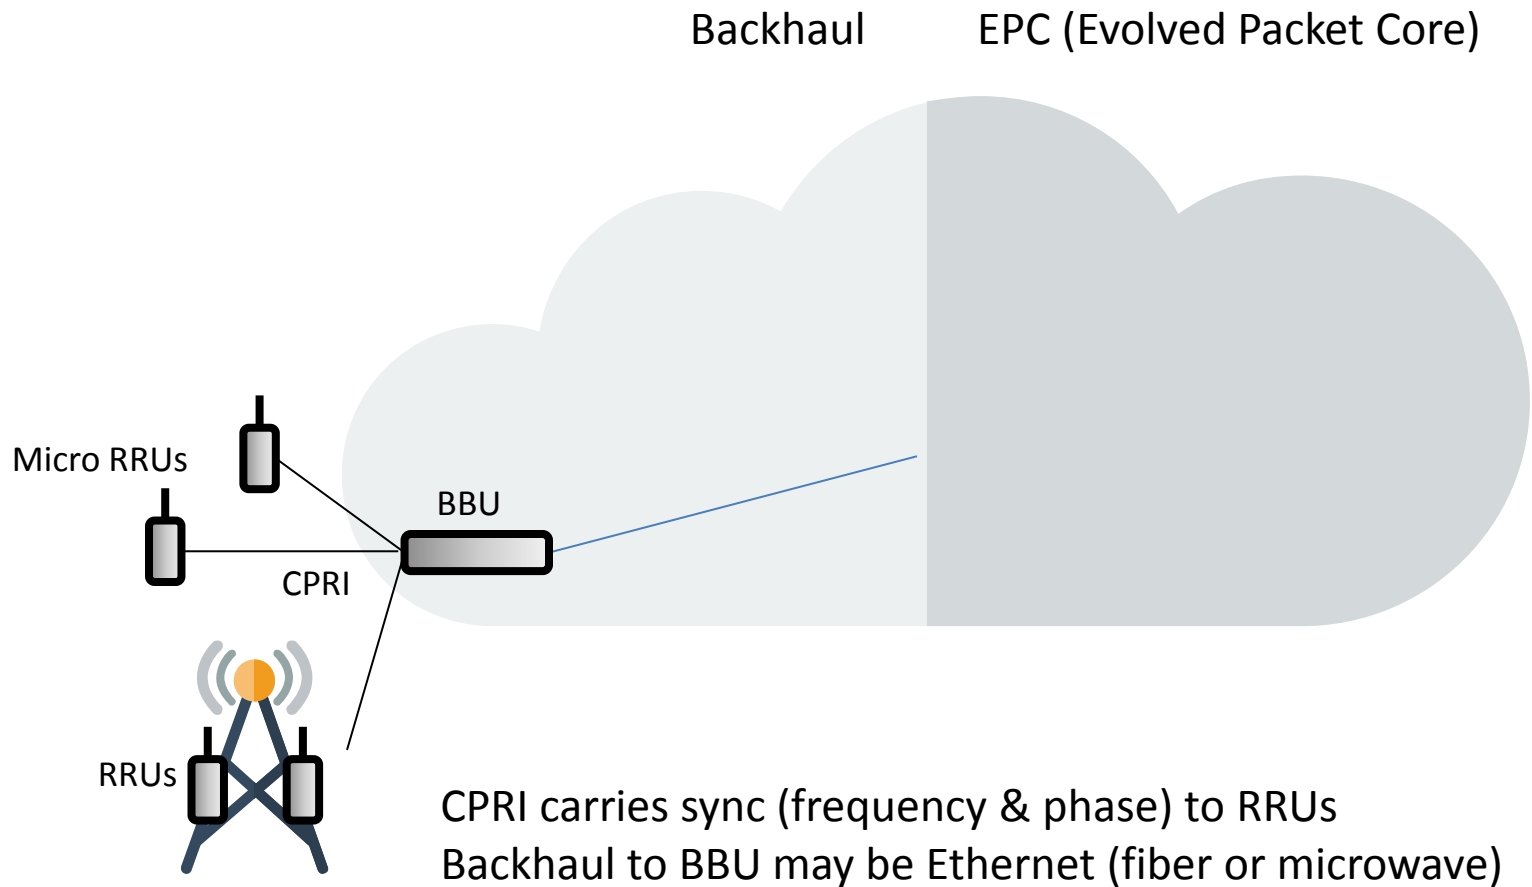 Backhaul
EPC (Evolved Packet Core)
Micro RRUs
BBU
CPRI
RRUs
CPRI carries sync (frequency & phase) to RRUs
Backhaul to BBU may be Ethernet (fiber or microwave)